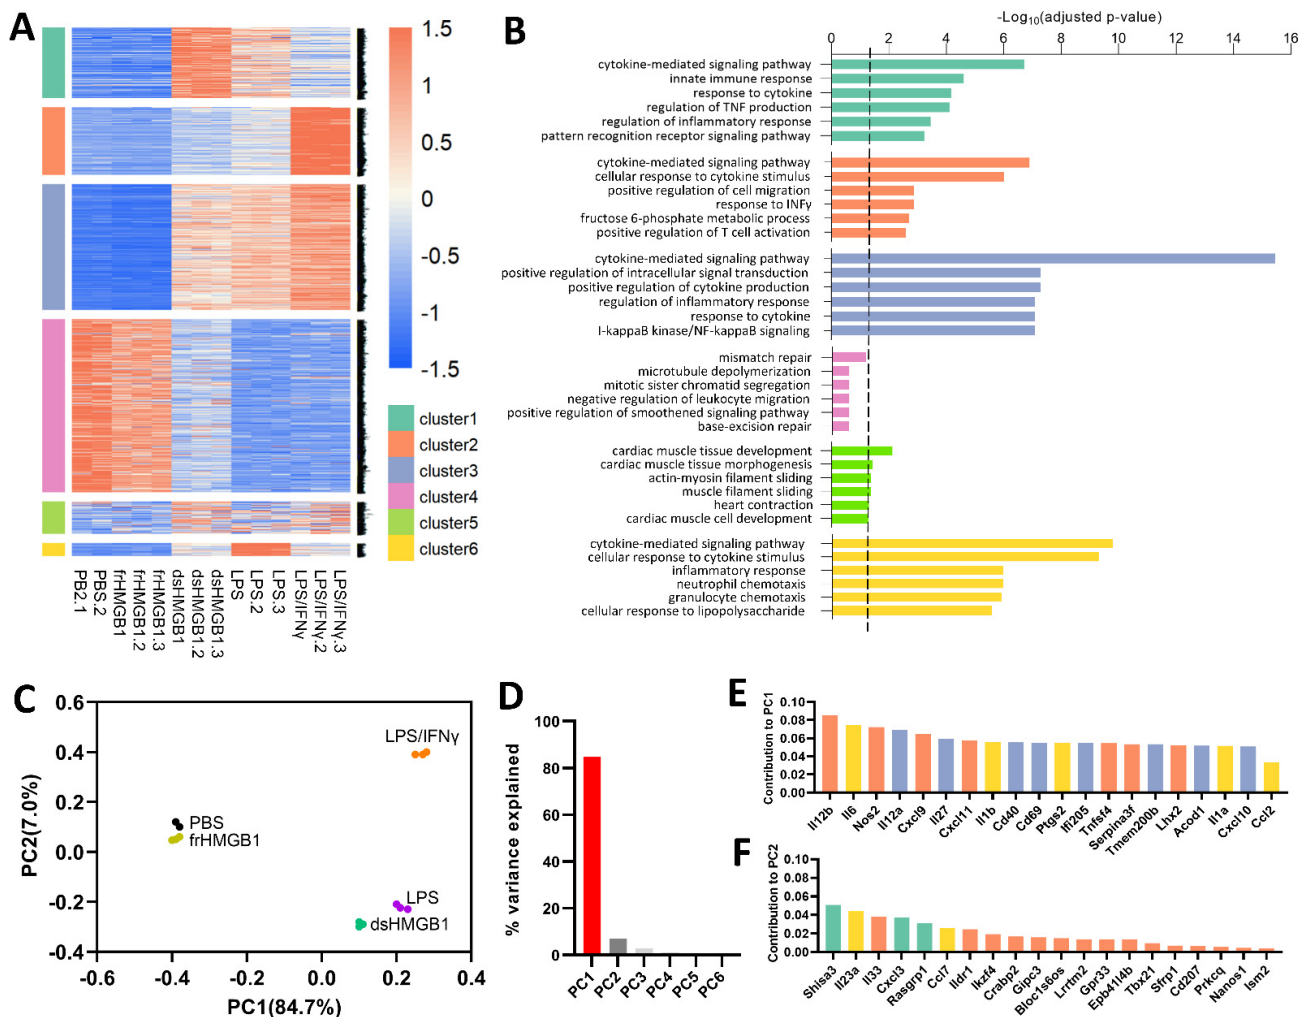 A
1.5
1
0.5
0
-0.5
-1
-1.5
cluster1
cluster2
cluster3
cluster4
cluster5
cluster6
PB2.1
PBS.2
frHMGB1
frHMGB1.2
frHMGB1.3
dsHMGB1
dsHMGB1.2
dsHMGB1.3
LPS
LPS.2
LPS.3
LPS/IFNγ
LPS/IFNγ.2
LPS/IFNγ.3
B
-Log10(adjusted p-value)
0 2 4 6 8 10 12 14 16
cytokine-mediated signaling pathway
innate immune response
response to cytokine
regulation of TNF production
regulation of inflammatory response
pattern recognition receptor signaling pathway
cytokine-mediated signaling pathway
cellular response to cytokine stimulus
positive regulation of cell migration
response to INFγ
fructose 6-phosphate metabolic process
positive regulation of T cell activation
cytokine-mediated signaling pathway
positive regulation of intracellular signal transduction
positive regulation of cytokine production
regulation of inflammatory response
response to cytokine
I-kappaB kinase/NF-kappaB signaling
mismatch repair
microtubule depolymerization
mitotic sister chromatid segregation
negative regulation of leukocyte migration
positive regulation of smoothened signaling pathway
base-excision repair
cardiac muscle tissue development
cardiac muscle tissue morphogenesis
actin-myosin filament sliding
muscle filament sliding
heart contraction
cardiac muscle cell development
cytokine-mediated signaling pathway
cellular response to cytokine stimulus
inflammatory response
neutrophil chemotaxis
granulocyte chemotaxis
cellular response to lipopolysaccharide
C
PC2(7.0%)
0.6
0.4
0.2
0.0
-0.2
-0.4
LPS/IFNγ
PBS
frHMGB1
LPS
dsHMGB1
-0.6 -0.4 -0.2 0.0 0.2 0.4
PC1(84.7%)
D
% variance explained
100
80
60
40
20
0
PC1
PC2
PC3
PC4
PC5
PC6
E
Contribution to PC1
0.10
0.08
0.06
0.04
0.02
0.00
Il12b
Il6
Nos2
Il12a
Cxcl9
Il27
Cxcl11
Il1b
Cd40
Cd69
Ptgs2
Ifi205
Tnfsf4
Serpina3f
Tmem200b
Lhx2
Acod1
Il1a
Cxcl10
Ccl2
F
Contribution to PC2
0.10
0.08
0.06
0.04
0.02
0.00
Shisa3
Il23a
Ifi33
Cxcl3
Rasgrp1
Ccl7
Ildr1
Ikzf4
Crabp2
Gipc3
Bloc1s6os
Lrrtm2
Gpr33
Epb41l4b
Tbx21
Sfrp1
Cd207
Prkcq
Nanos1
Ism2